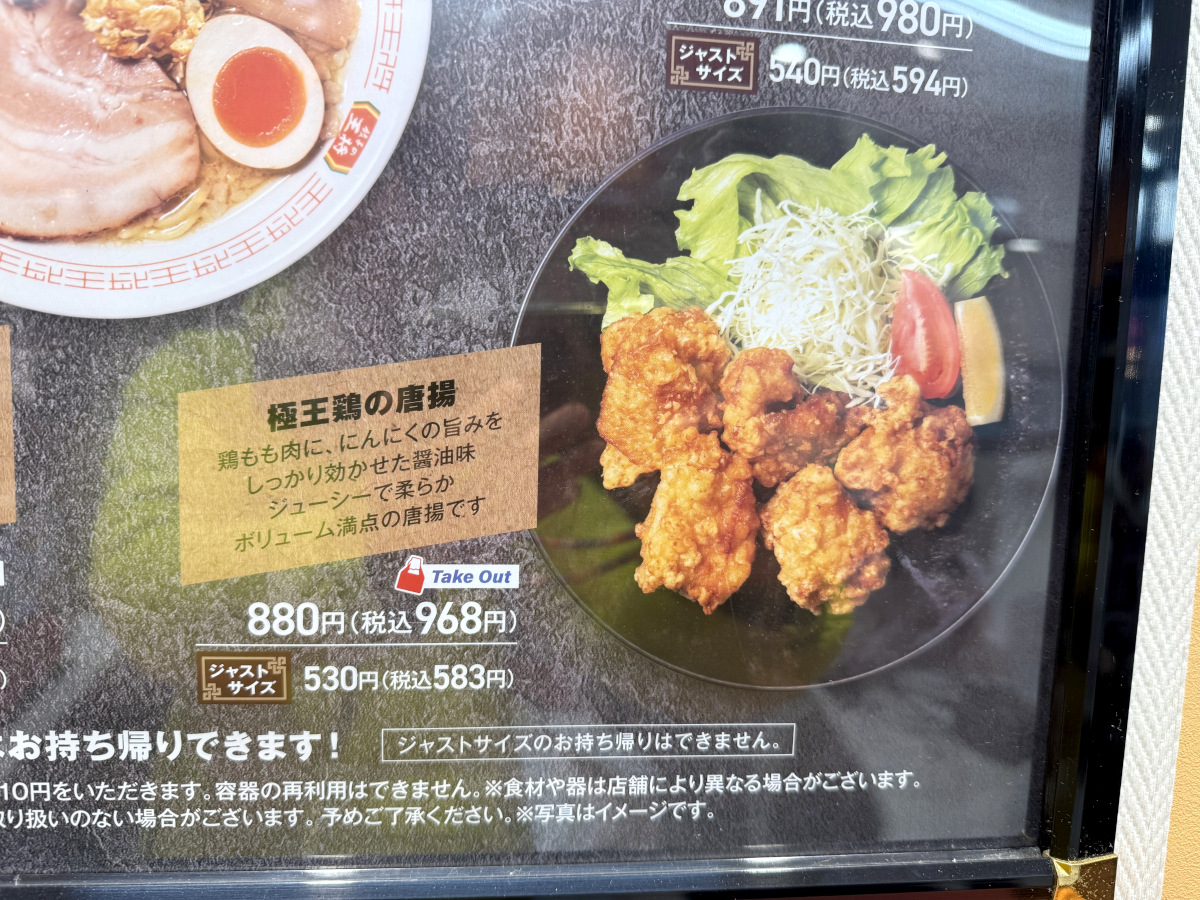 891円(税込980円)
ジャスト
サイズ
540円(税込594円)
餃子の
王将
極王鶏の唐揚
鶏もも肉に、にんにくの旨みを
しっかり効かせた醤油味
ジューシーで柔らか
ボリューム満点の唐揚です
Take Out
880円(税込968円)
ジャスト
サイズ
530円(税込583円)
お持ち帰りできます!
ジャストサイズのお持ち帰りはできません。
10円をいただきます。容器の再利用はできません。※食材や器は店舗により異なる場合がございます。
取り扱いのない場合がございます。予めご了承ください。※写真はイメージです。